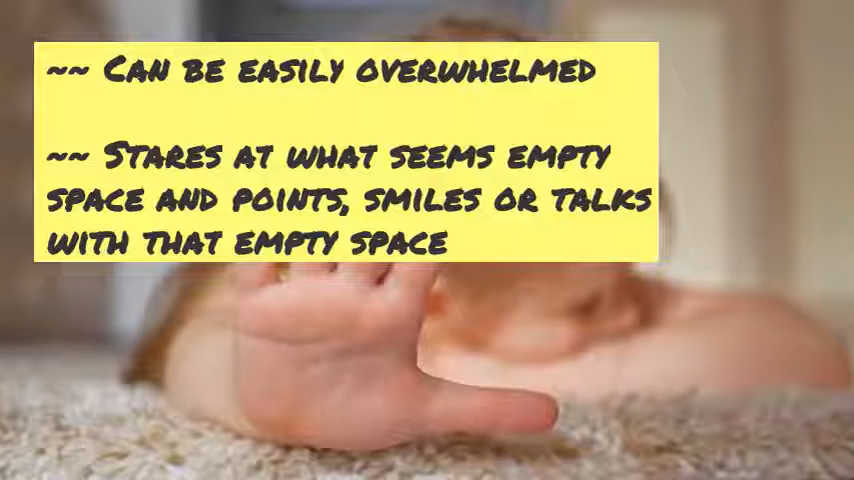 ~~ Can be easily overwhelmed
~~ Stares at what seems empty
space and points, smiles or talks
with that empty space